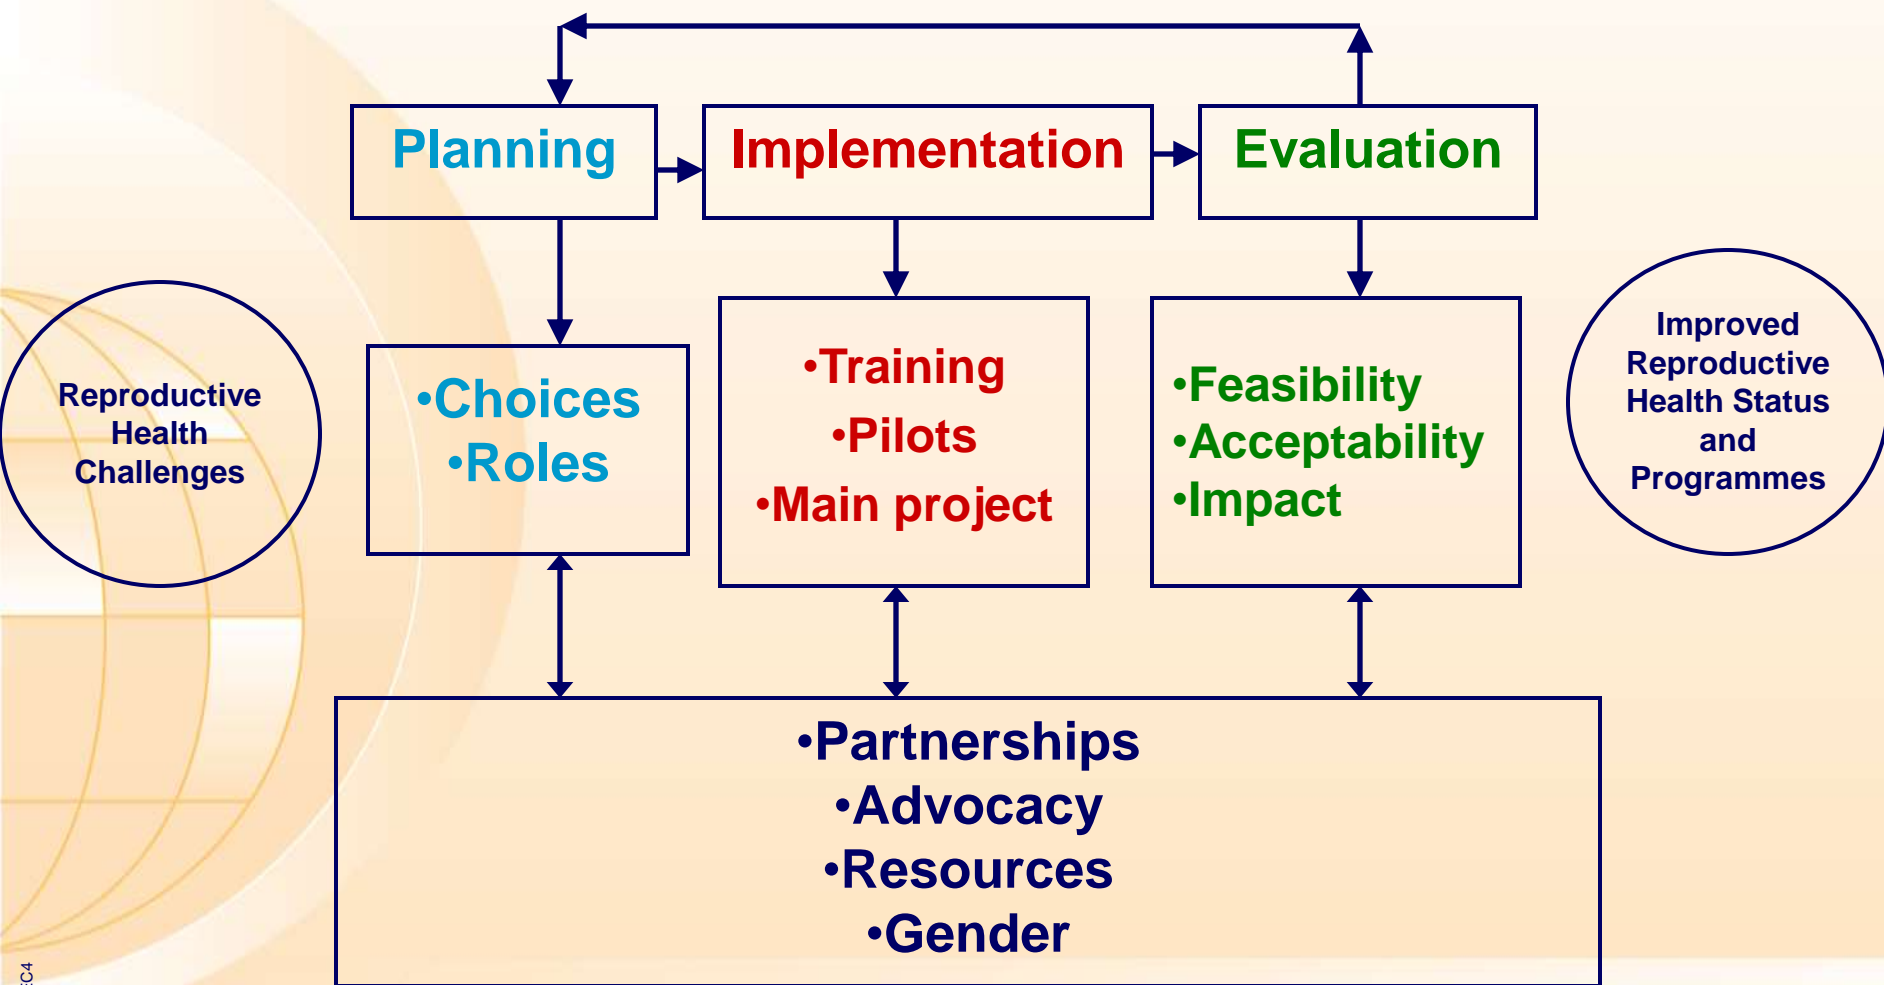 Planning
Implementation
Evaluation
Reproductive
Health
Challenges
•Choices
•Roles
•Training
•Pilots
•Main project
•Feasibility
•Acceptability
•Impact
Improved
Reproductive
Health Status
and
Programmes
•Partnerships
•Advocacy
•Resources
•Gender